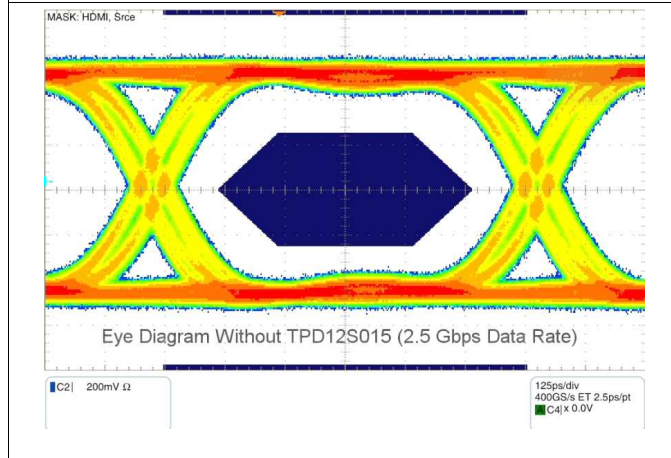 MASK: HDMI, Srce
Eye Diagram Without TPD12S015 (2.5 Gbps Data Rate)
C2| 200mV Ω
125ps/div
400GS/s ET 2.5ps/pt
A C4| x 0.0V